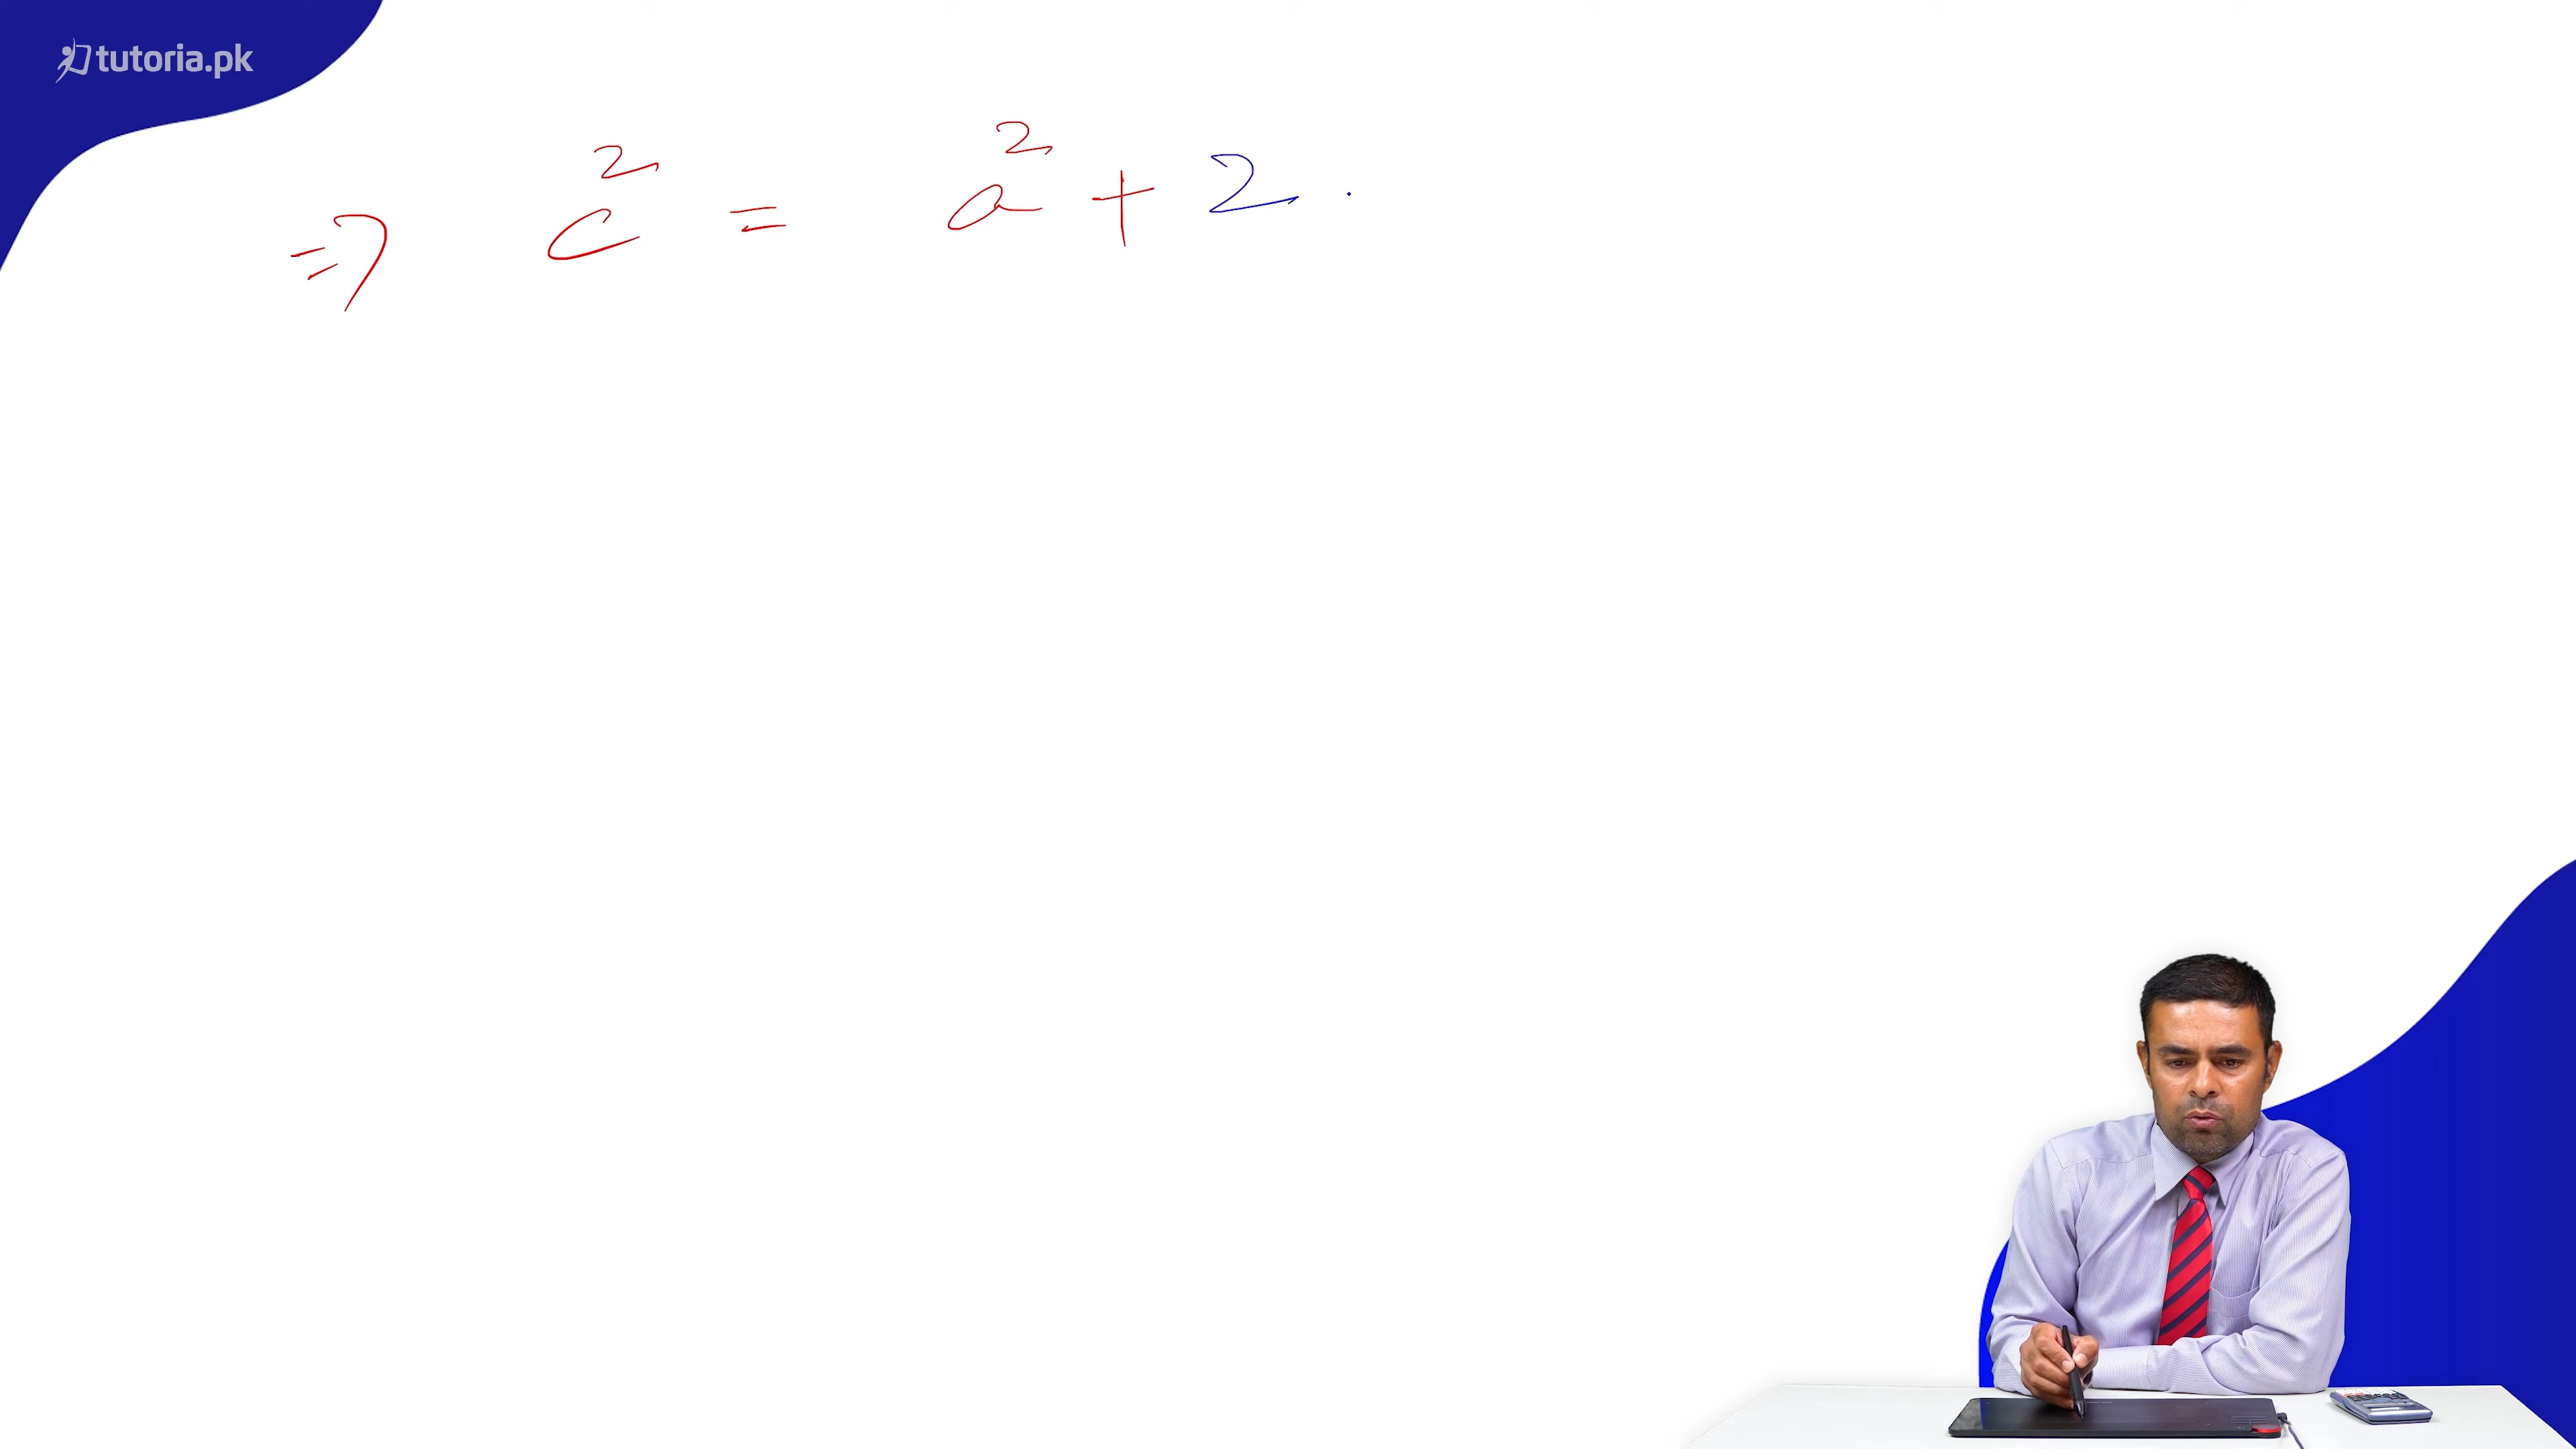 tutoria.pk
⇒ c² = a² + 2 .